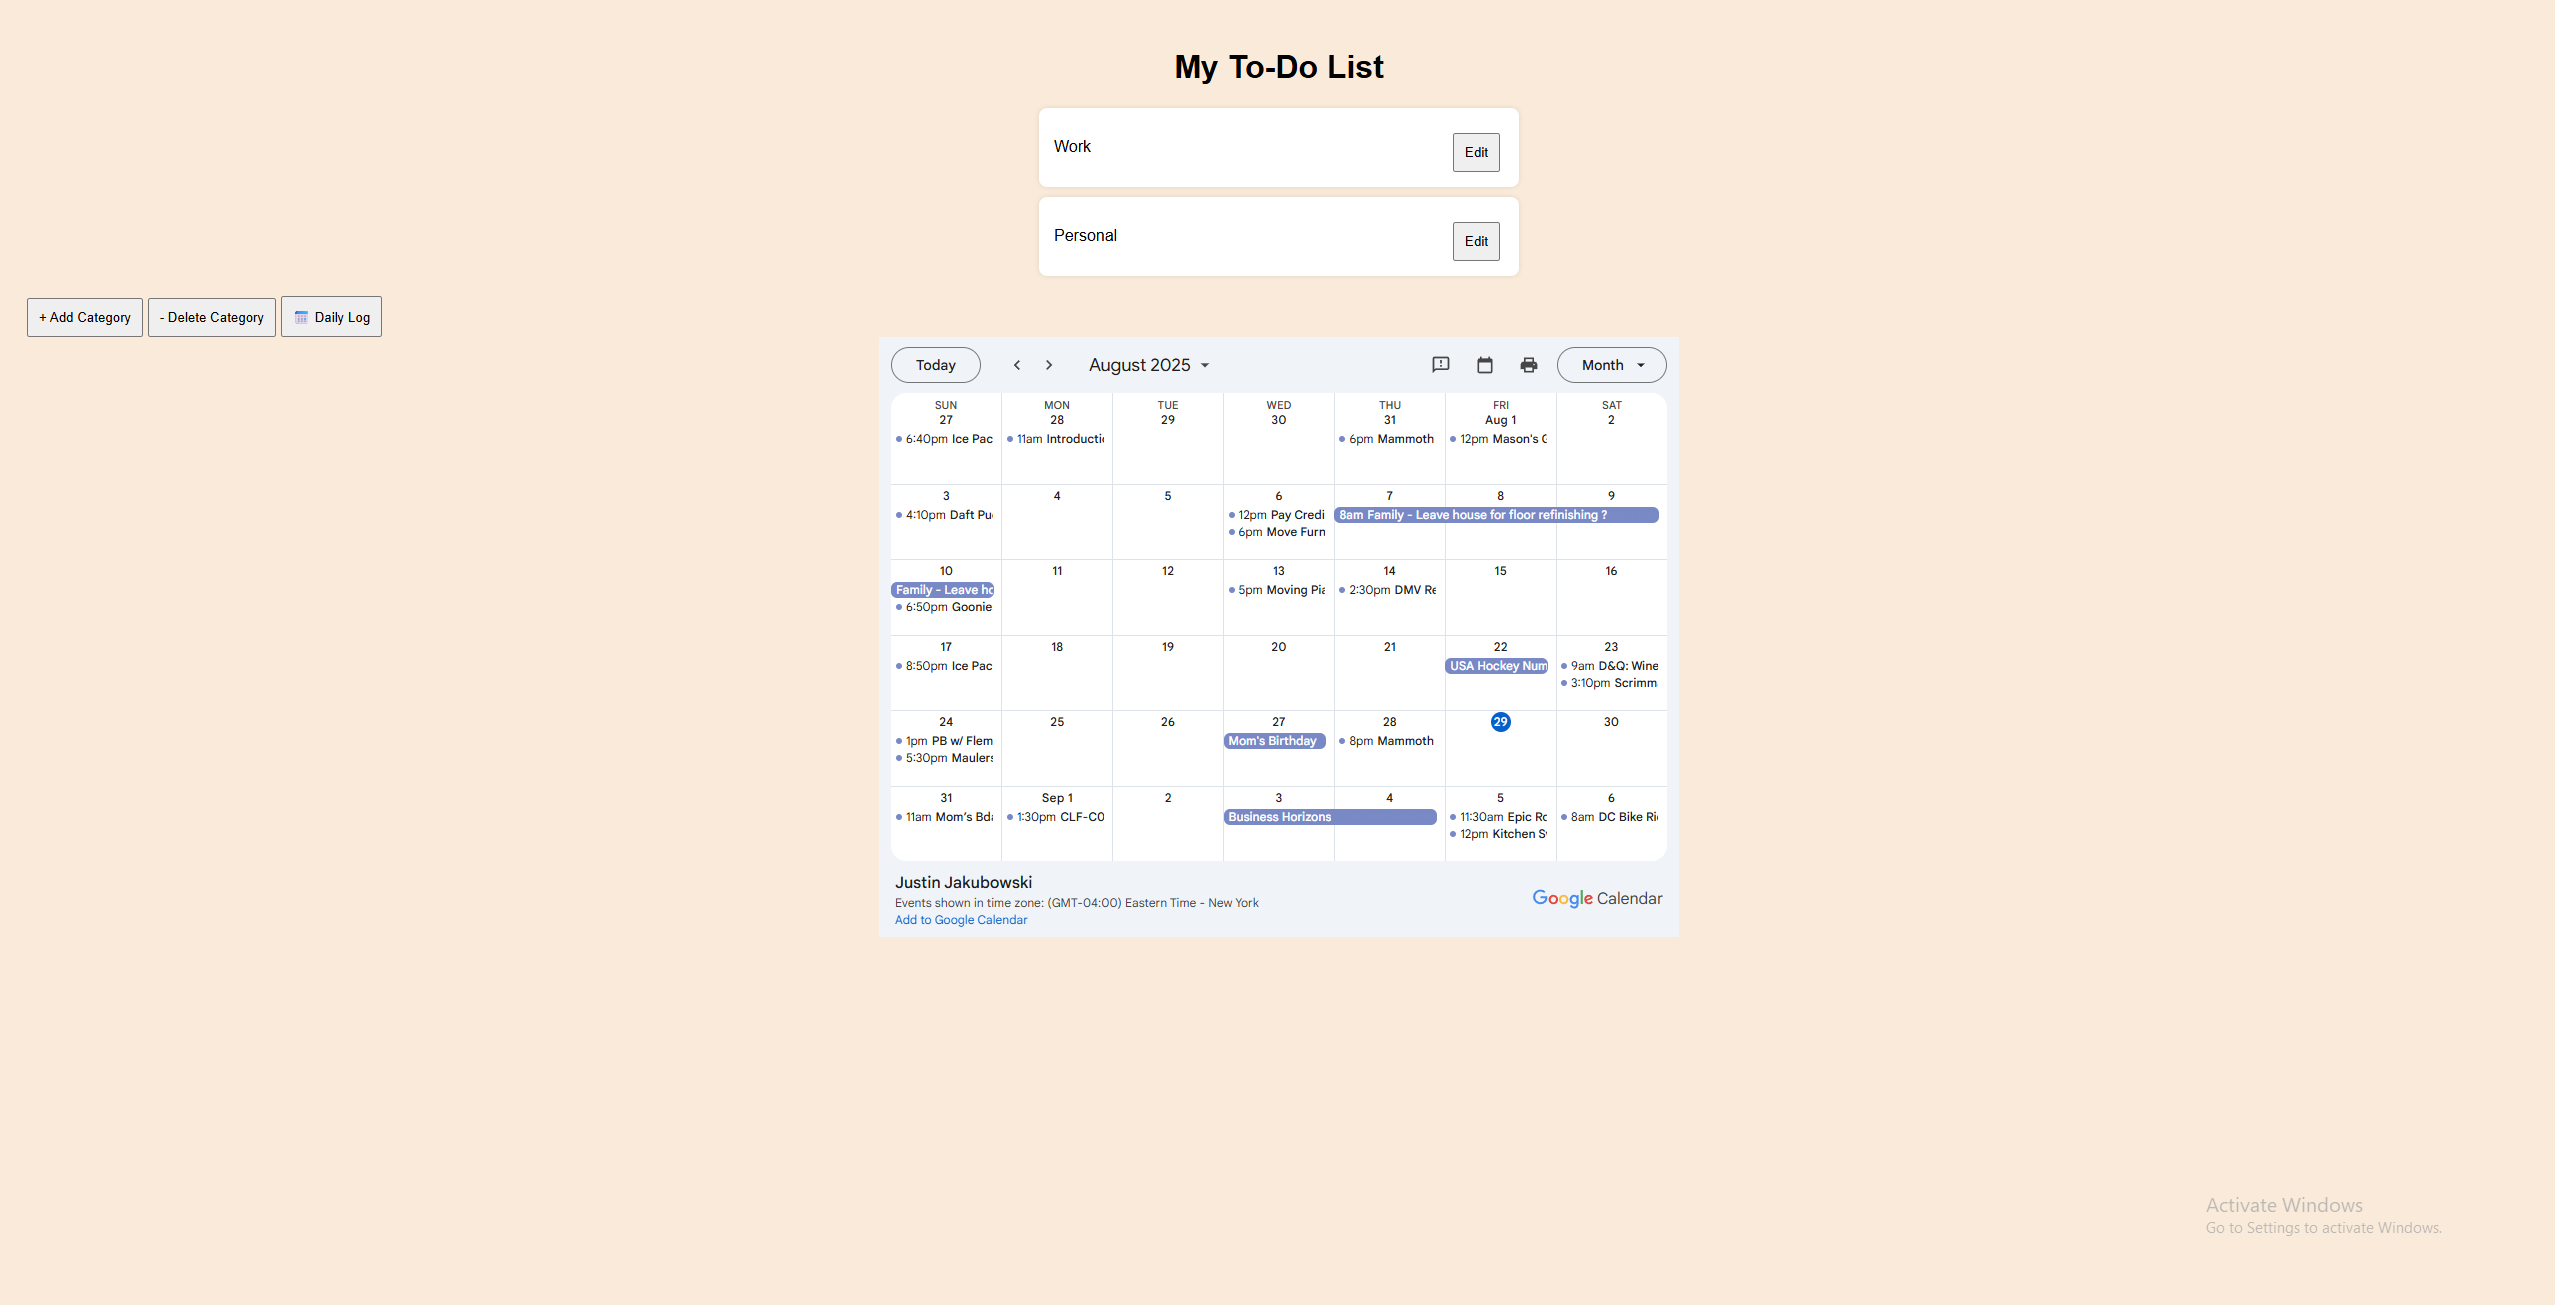 My To-Do List
Work
Edit
Personal
Edit
+ Add Category
- Delete Category
Daily Log
Today
August 2025
Month
SUN MON TUE WED THU FRI SAT
27 28 29 30 31 Aug 1 2
6:40pm Ice Pac 11am Introducti 6pm Mammoth 12pm Mason's
3 4 5 6 7 8 9
4:10pm Daft Pu 12pm Pay Credi 8am Family - Leave house for floor refinishing ?
6pm Move Furn
10 11 12 13 14 15 16
Family - Leave ho 5pm Moving Pia 2:30pm DMV Re
6:50pm Goonie
17 18 19 20 21 22 23
8:50pm Ice Pac USA Hockey Num 9am D&Q: Wine
3:10pm Scrimm
24 25 26 27 28 29 30
1pm PB w/ Flem Mom's Birthday 8pm Mammoth
5:30pm Maulers
31 Sep 1 2 3 4 5 6
11am Mom's Bda 1:30pm CLF-C0 Business Horizons 11:30am Epic Ro 8am DC Bike Ri
12pm Kitchen
Justin Jakubowski
Events shown in time zone: (GMT-04:00) Eastern Time - New York
Add to Google Calendar
Google Calendar
Activate Windows
Go to Settings to activate Windows.